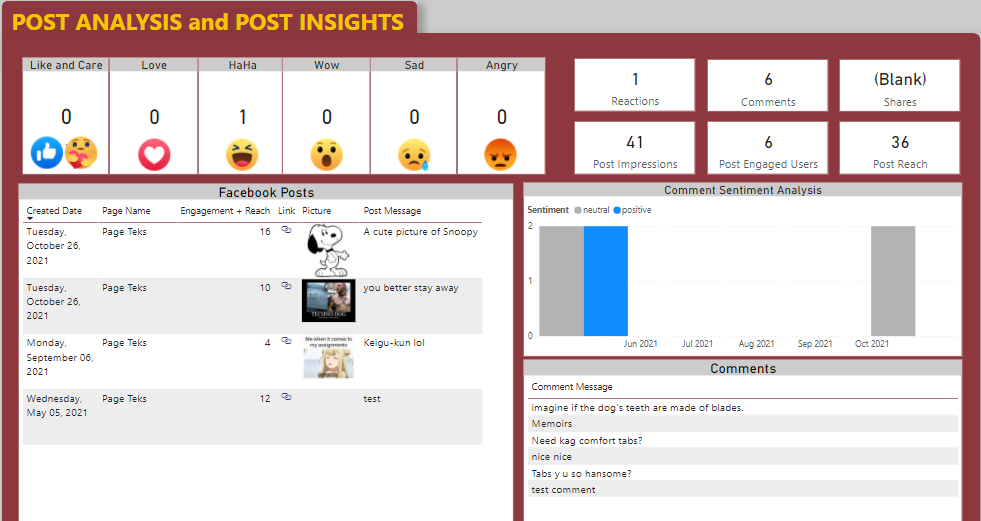 POST ANALYSIS and POST INSIGHTS
Like and Care
Love
HaHa
Wow
Sad
Angry
0
0
1
0
0
0
1
Reactions
6
Comments
(Blank)
Shares
41
Post Impressions
6
Post Engaged Users
36
Post Reach
Facebook Posts
Created Date Page Name Engagement + Reach Link Picture Post Message
Tuesday, October 26, 2021 Page Teks 16 A cute picture of Snoopy
Tuesday, October 26, 2021 Page Teks 10 you better stay away
TECHNO DOG
Monday, September 06, 2021 Page Teks 4 Keigu-kun lol
Me when it comes to
my assignments
Wednesday, May 05, 2021 Page Teks 12 test
Comment Sentiment Analysis
Sentiment neutral positive
2
1
0
Jun 2021 Jul 2021 Aug 2021 Sep 2021 Oct 2021
Comments
Comment Message
imagine if the dog's teeth are made of blades.
Memoirs
Need kag comfort tabs?
nice nice
Tabs y u so hansome?
test comment